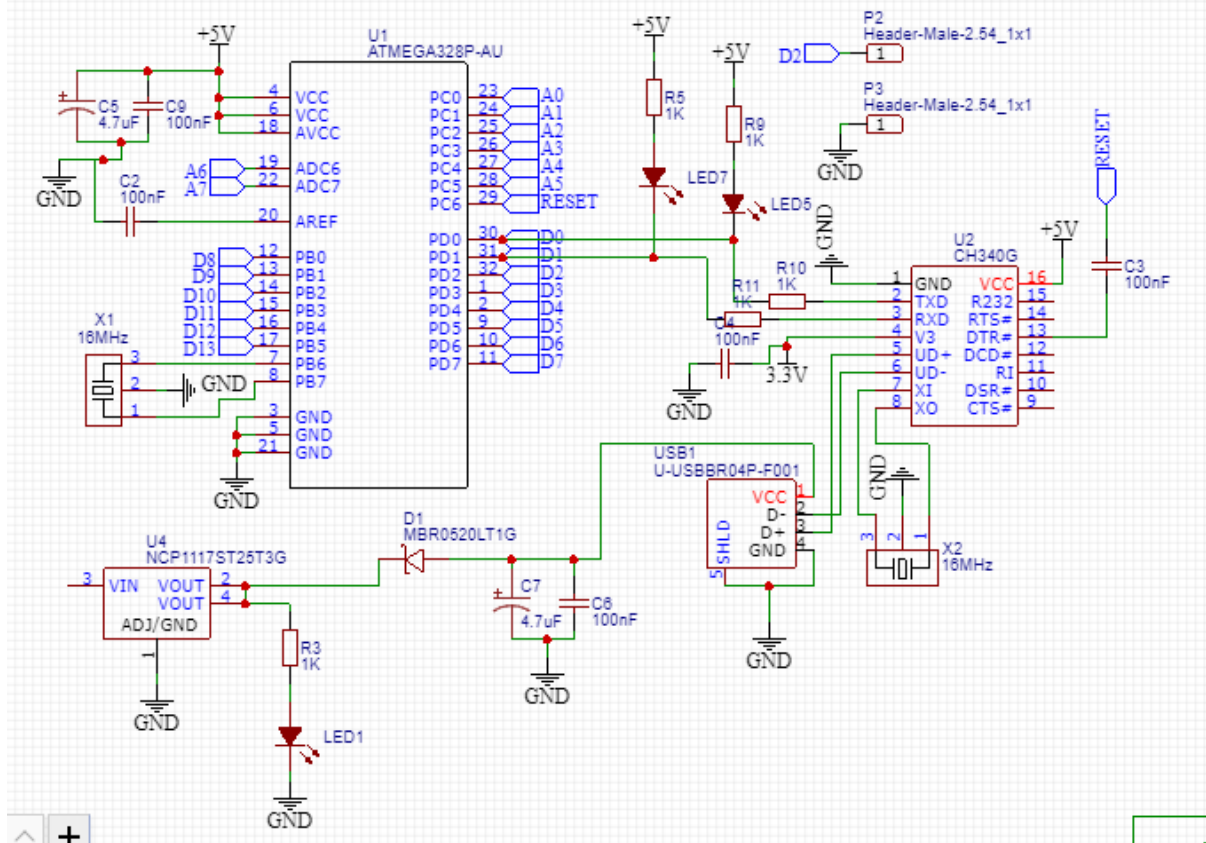 +5V
U1
ATMEGA328P-AU
C5
4.7uF
C9
100nF
GND
4 VCC
6 VCC
18 AVCC
A6 19 ADC6
A7 22 ADC7
C2
100nF
20 AREF
D8 12 PB0
D9 13 PB1
D10 14 PB2
D11 15 PB3
D12 16 PB4
D13 17 PB5
7 PB6
8 PB7
3 GND
5 GND
21 GND
GND
X1
16MHz
3
2 GND
1
PC0 23 A0
PC1 24 A1
PC2 25 A2
PC3 26 A3
PC4 27 A4
PC5 28 A5
PC6 29 RESET
PD0 30 D0
PD1 31 D1
PD2 32 D2
PD3 1 D3
PD4 2 D4
PD5 9 D5
PD6 10 D6
PD7 11 D7
+5V
R5
1K
LED7
+5V
R9
1K
LED5
P2
Header-Male-2.54_1x1
D2 1
P3
Header-Male-2.54_1x1
1
GND
RESET
C3
100nF
+5V
GND
U2
CH340G
1 GND
2 TXD
3 RXD
4 V3
5 UD+
6 UD-
7 XI
8 XO
VCC 16
R232 15
RTS# 14
DTR# 13
DCD# 12
RI 11
DSR# 10
CTS# 9
R10
1K
R11
1K
C4
100nF
3.3V
GND
USB1
U-USBBR04P-F001
VCC 1
D- 2
D+ 3
GND 4
SHLD 5
GND
GND
3 2 1
X2
16MHz
D1
MBR0520LT1G
C7
4.7uF
C6
100nF
GND
U4
NCP1117ST25T3G
3 VIN
VOUT 2
VOUT 4
ADJ/GND
1
GND
R3
1K
LED1
GND